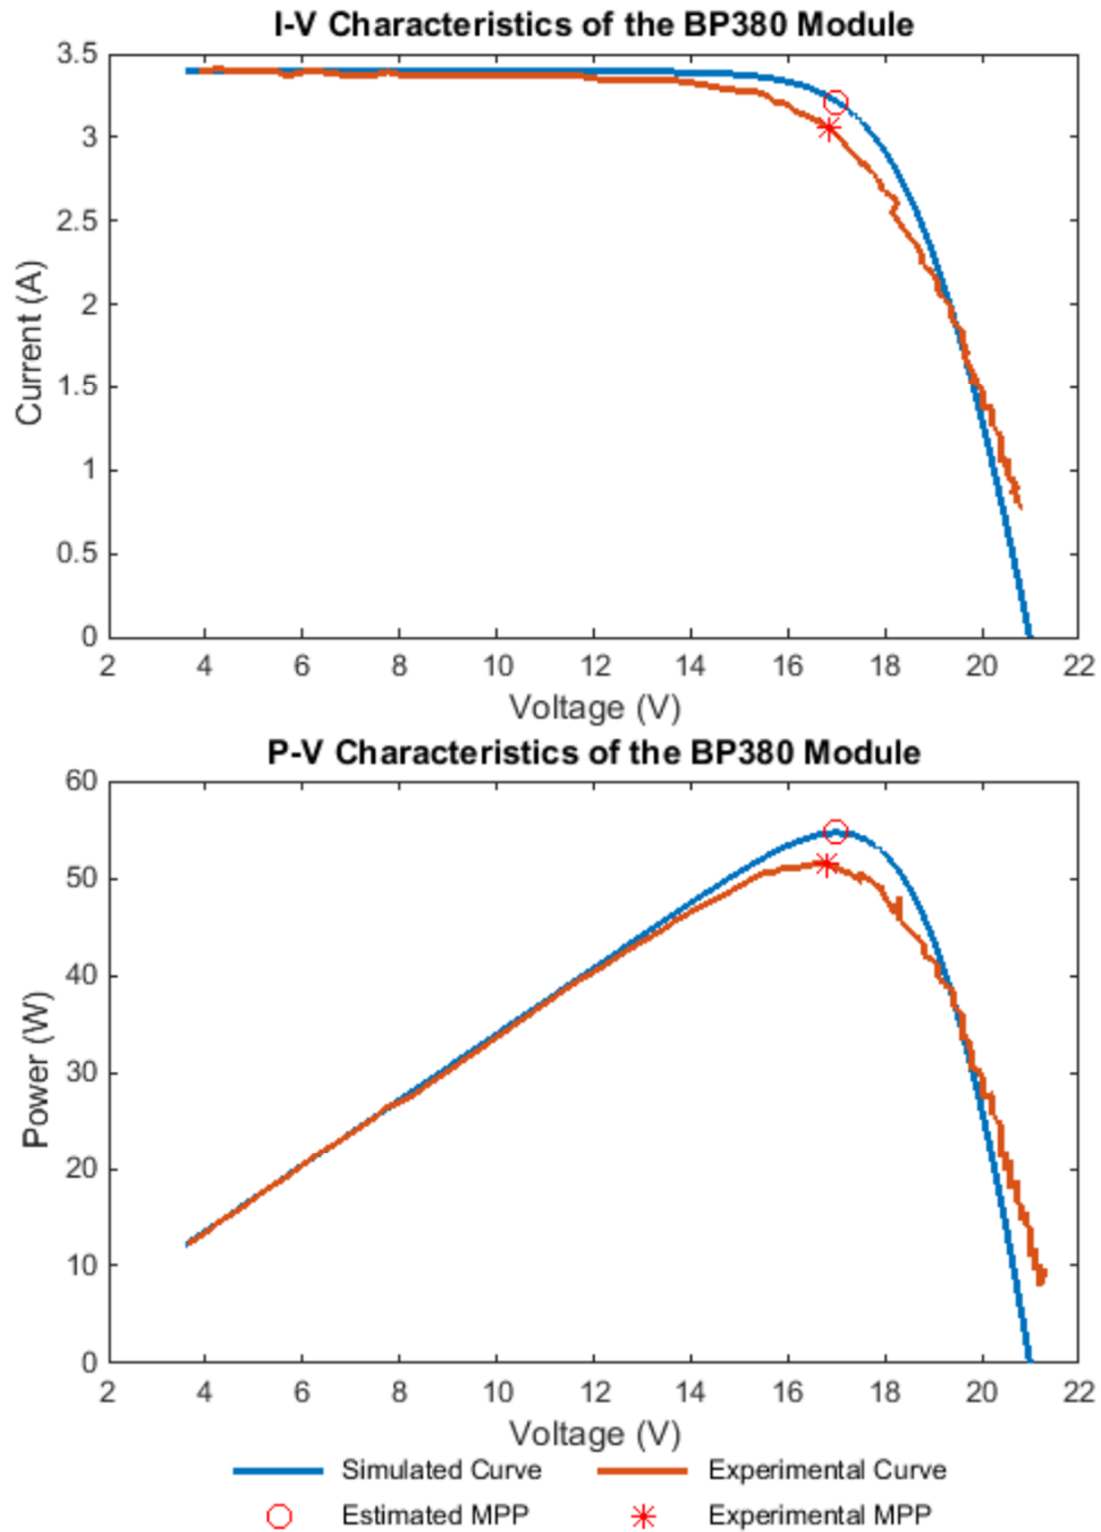 I-V Characteristics of the BP380 Module
3.5
3
2.5
2
1.5
1
0.5
0
Current (A)
2 4 6 8 10 12 14 16 18 20 22
Voltage (V)
P-V Characteristics of the BP380 Module
60
50
40
30
20
10
0
Power (W)
2 4 6 8 10 12 14 16 18 20 22
Voltage (V)
Simulated Curve Experimental Curve
Estimated MPP Experimental MPP